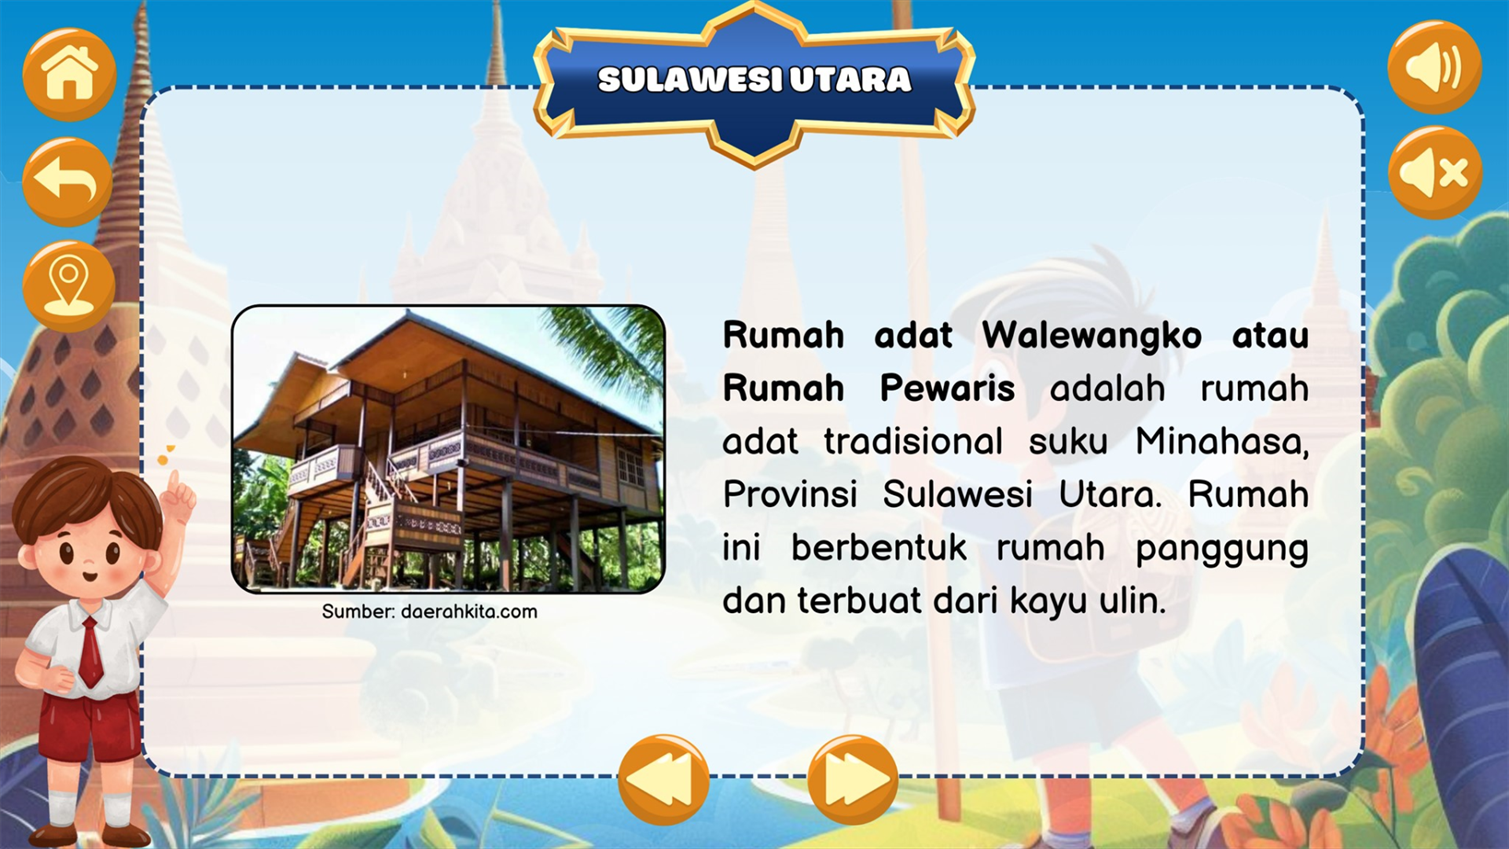 SULAWESI UTARA
Rumah adat Walewangko atau
Rumah Pewaris adalah rumah
adat tradisional suku Minahasa,
Provinsi Sulawesi Utara. Rumah
ini berbentuk rumah panggung
dan terbuat dari kayu ulin.
Sumber: daerahkita.com